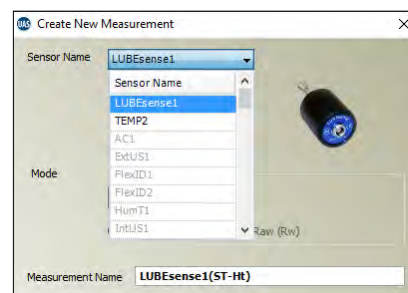 UAS Create New Measurement
Sensor Name LUBEsense1
Sensor Name
LUBEsense1
TEMP2
AC1
ExtUS1
FlexID1
FlexID2
HumT1
IntUS1
Mode
Raw (Rw)
Measurement Name LUBEsense1(ST-Ht)